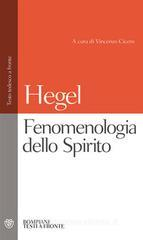 Testo tedesco a fronte
A cura di Vincenzo Cicero
Hegel
Fenomenologia
dello Spirito
BOMPIANI
TESTI A FRONTE